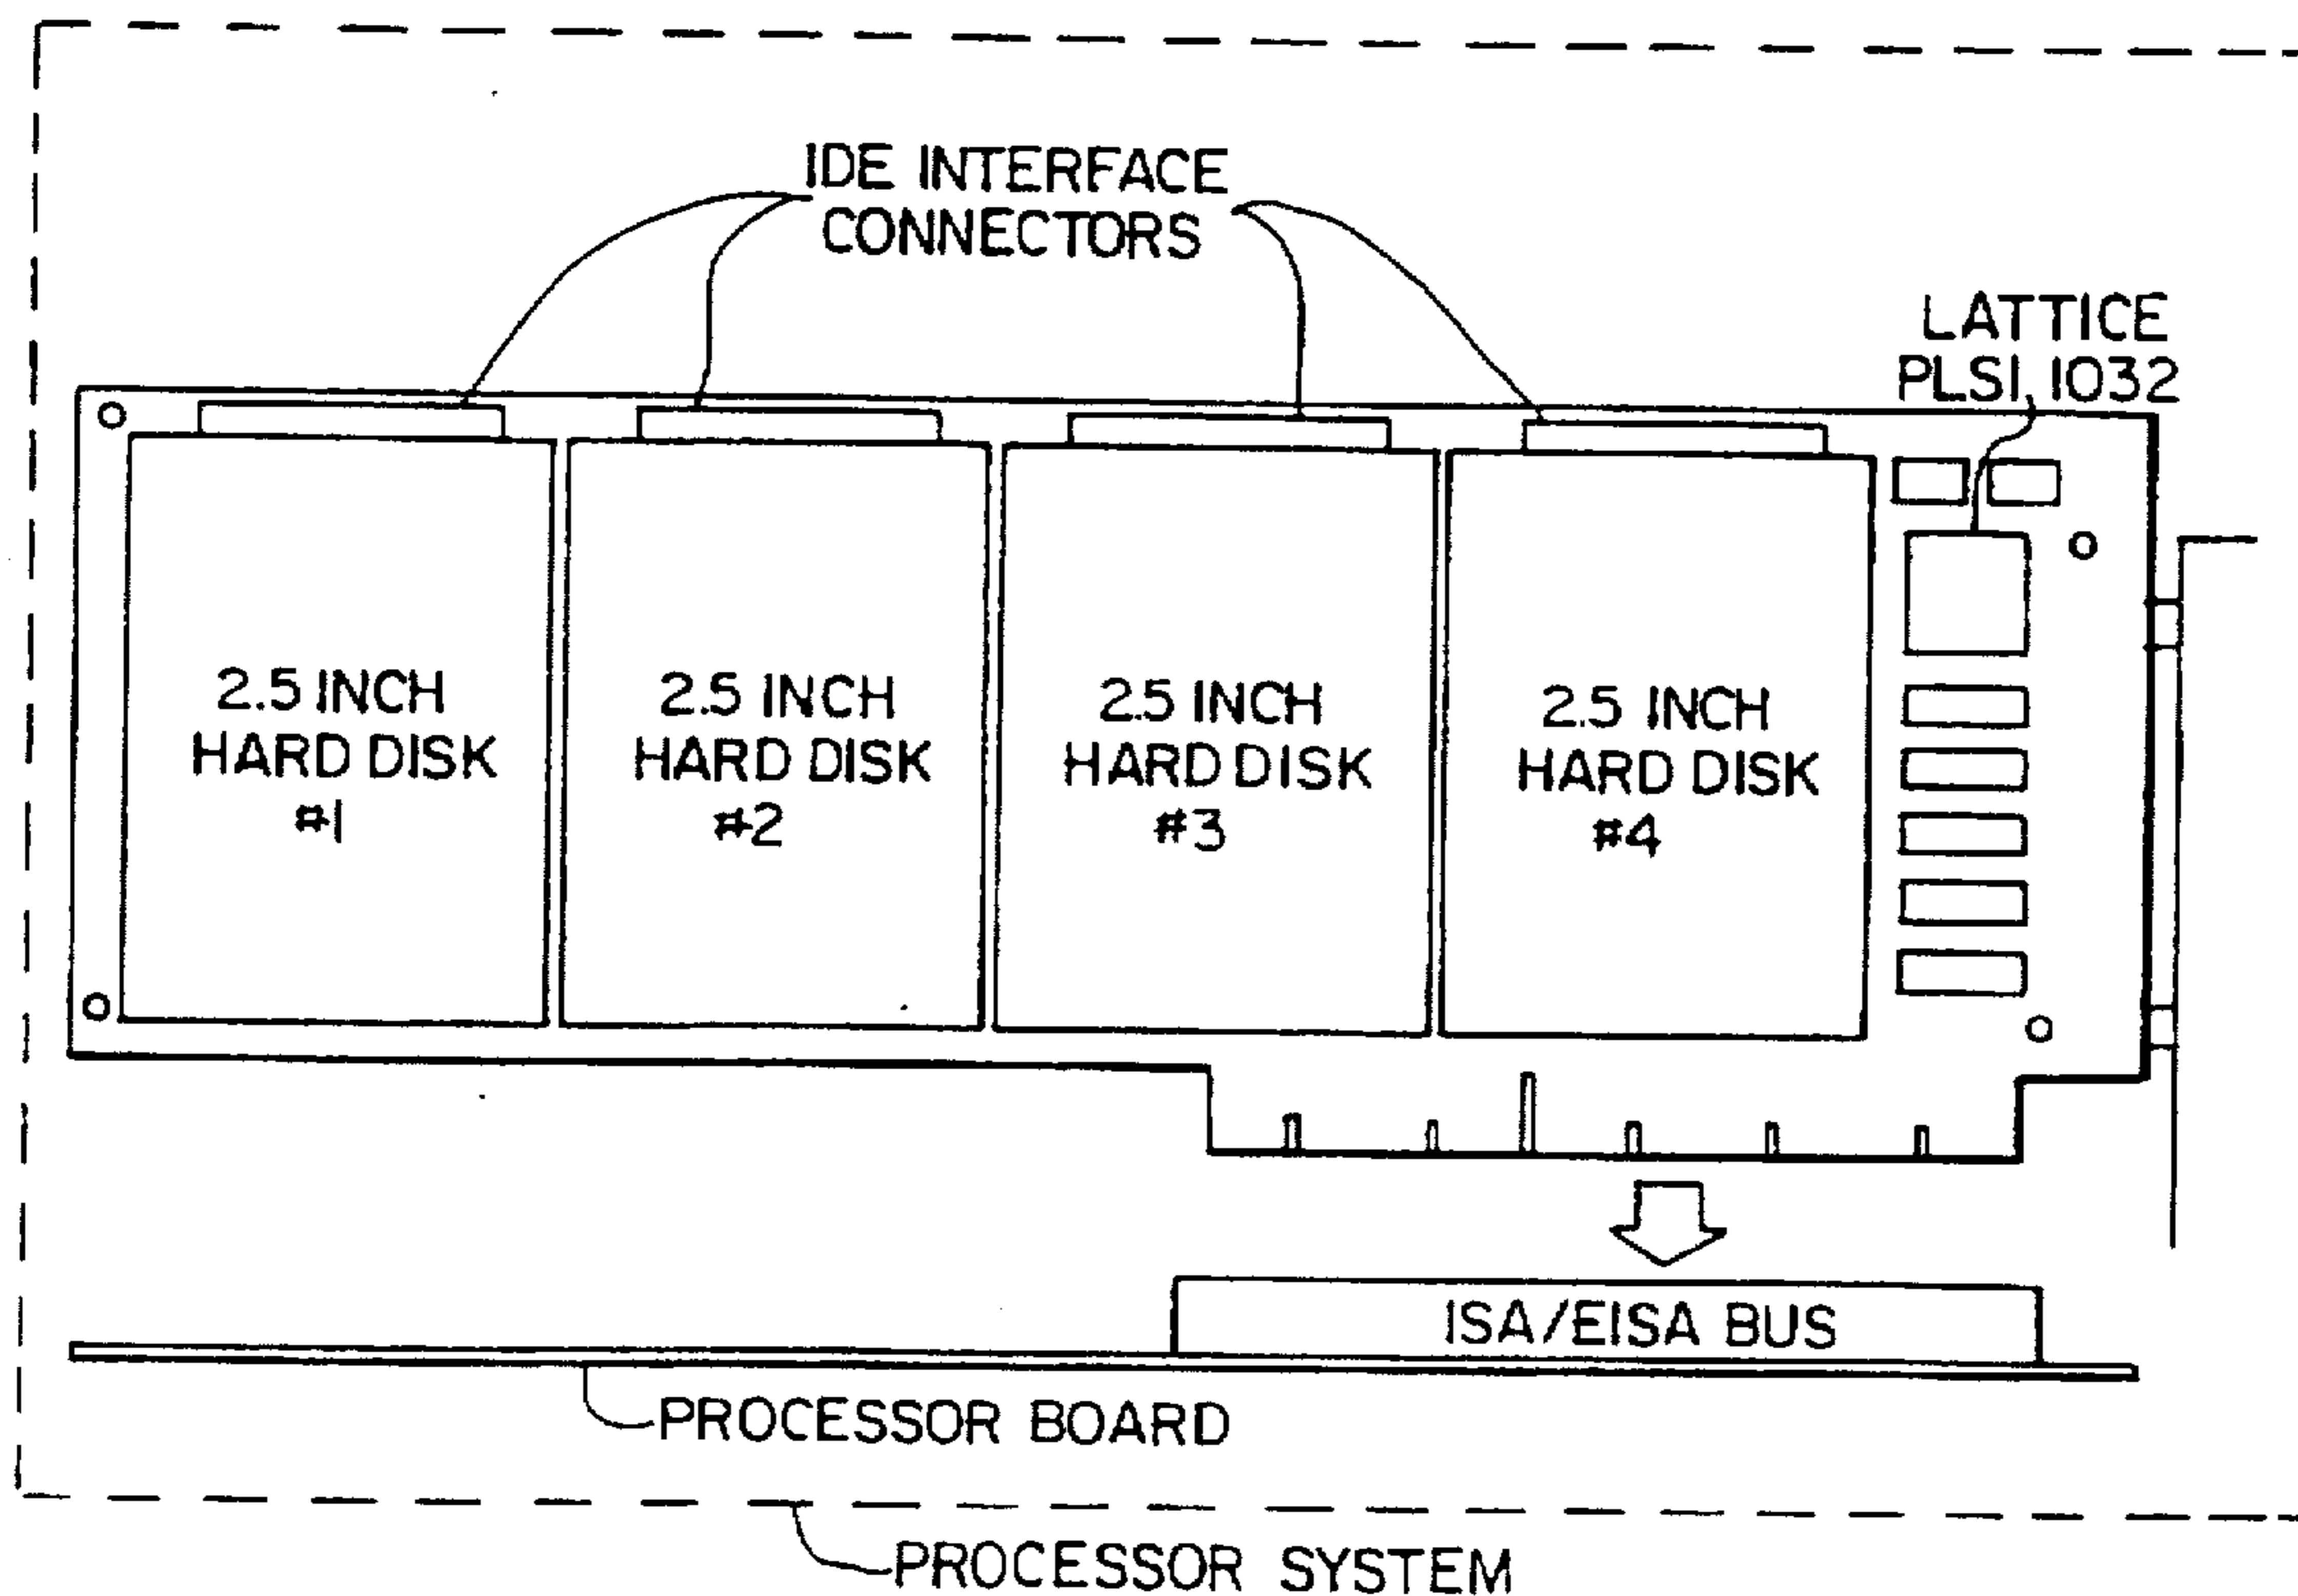 IDE INTERFACE
CONNECTORS
LATTICE
PLSI 1032
2.5 INCH
HARD DISK
#1
2.5 INCH
HARD DISK
#2
2.5 INCH
HARD DISK
#3
2.5 INCH
HARD DISK
#4
ISA/EISA BUS
PROCESSOR BOARD
PROCESSOR SYSTEM